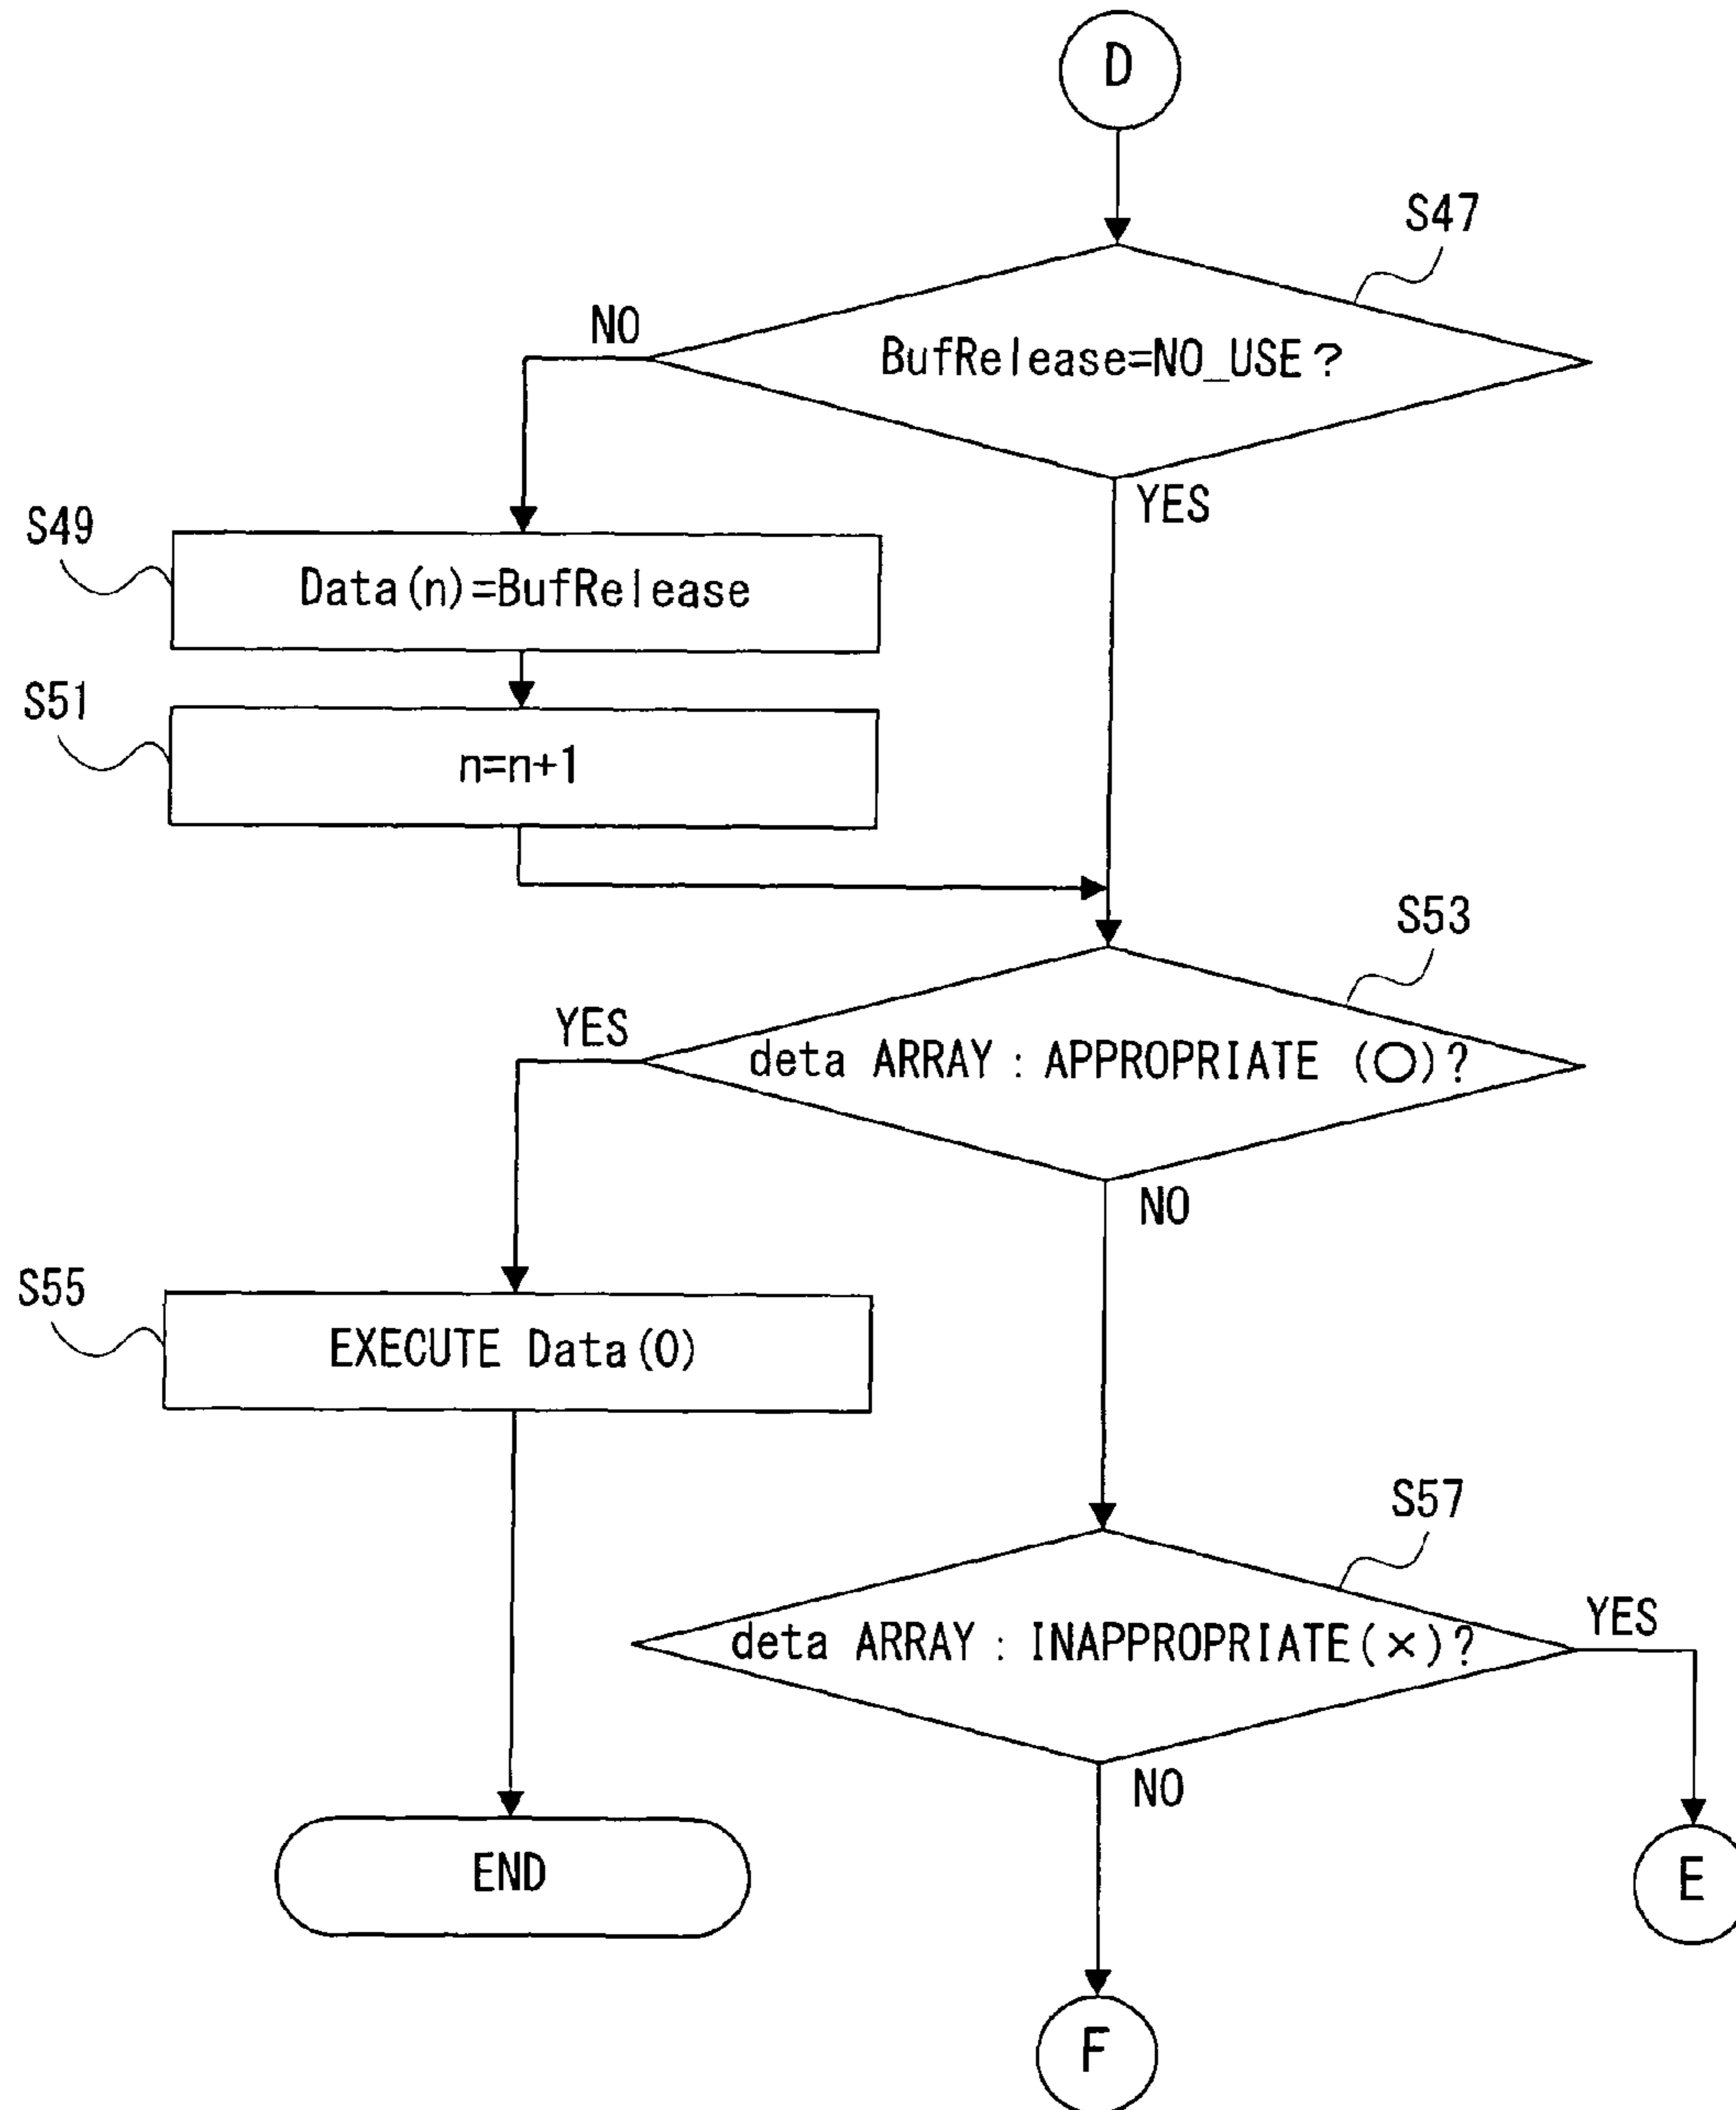 D
S47
BufRelease=NO_USE?
NO
YES
S49
Data(n)=BufRelease
S51
n=n+1
S53
deta ARRAY : APPROPRIATE (○)?
YES
NO
S55
EXECUTE Data(0)
S57
deta ARRAY : INAPPROPRIATE(×)?
YES
NO
END
E
F